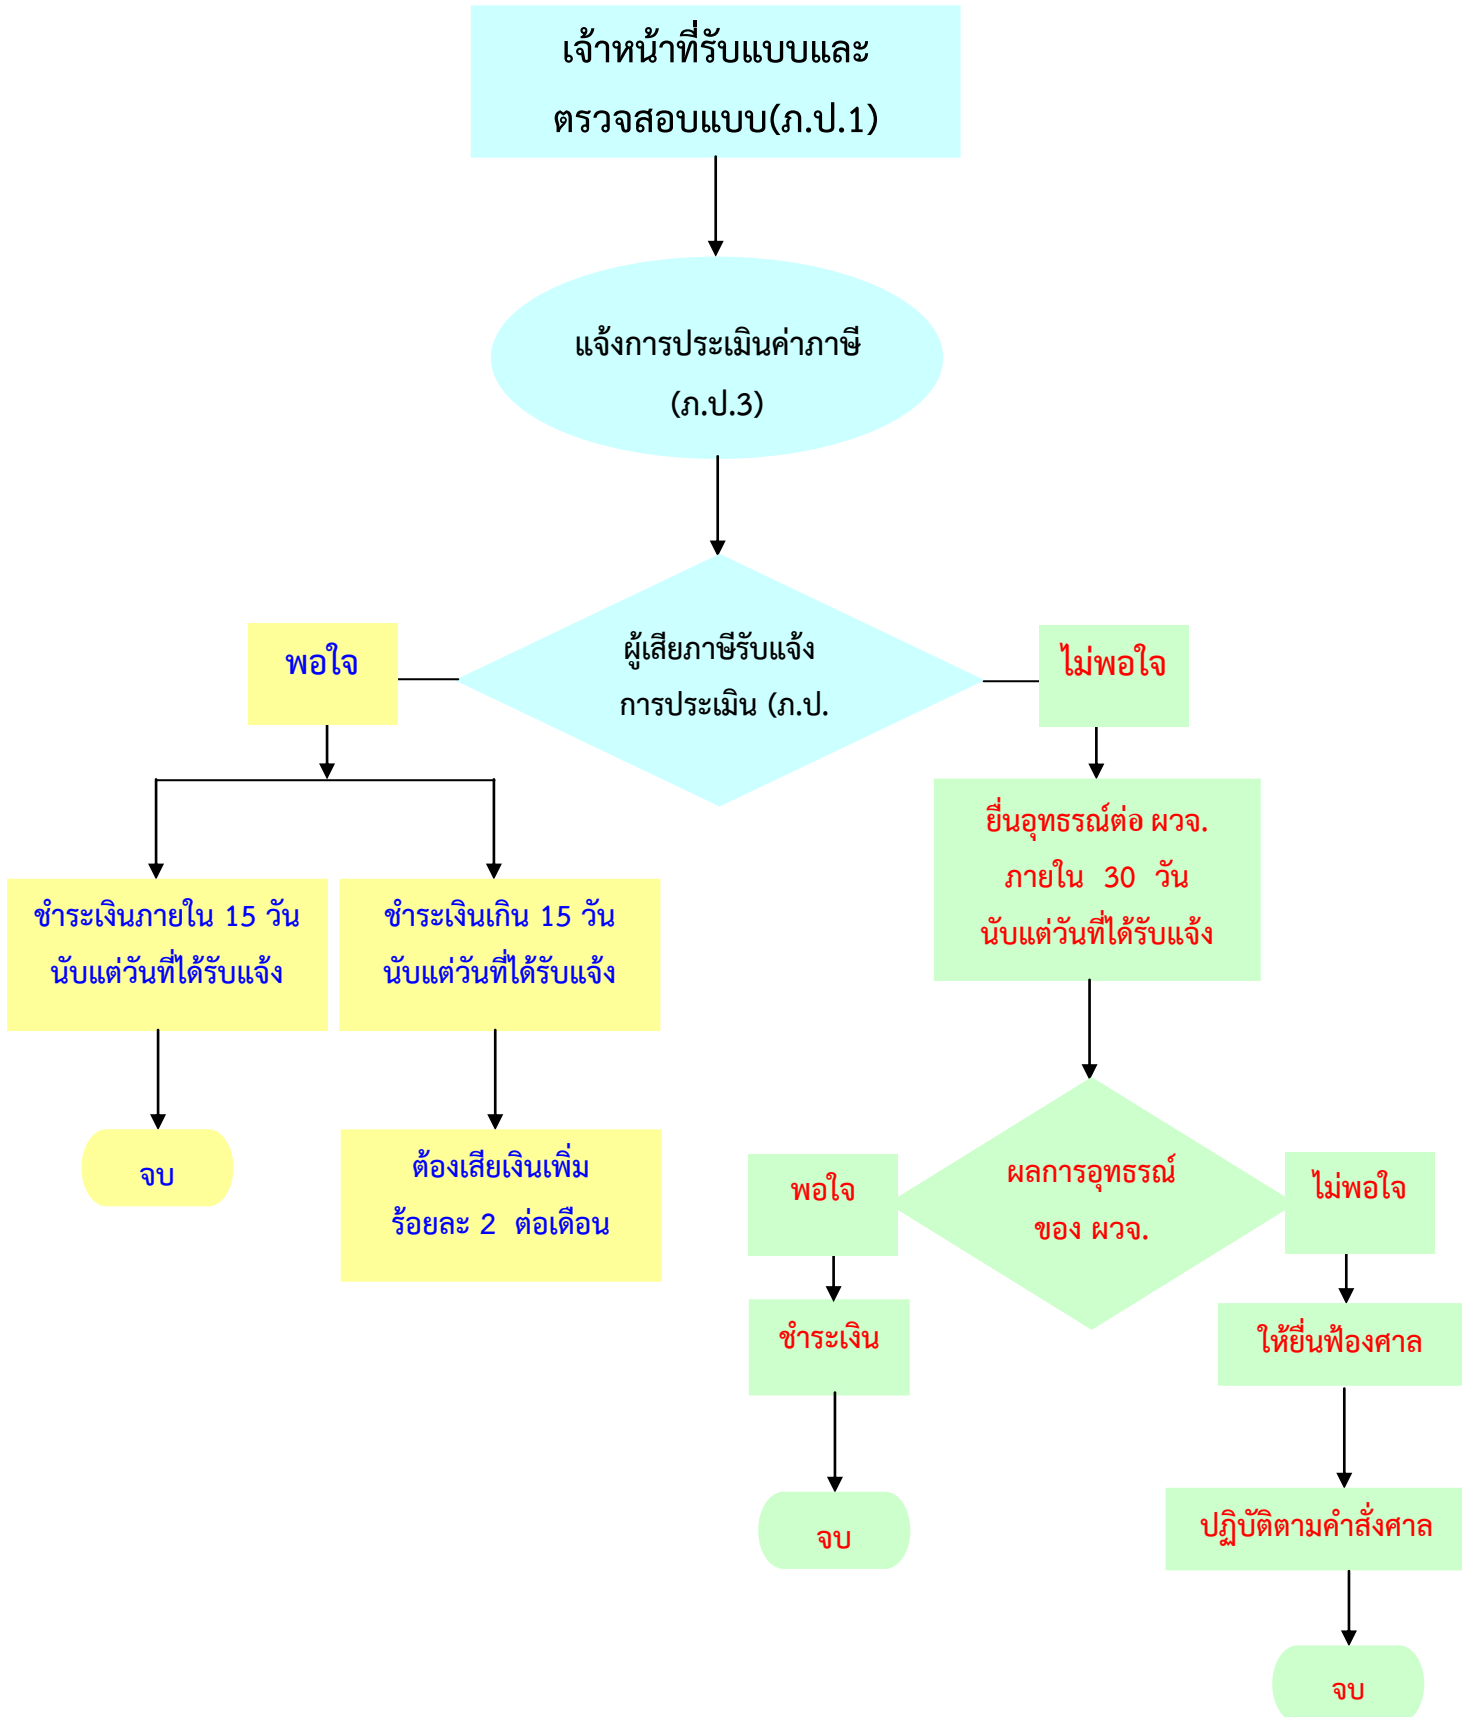 เจ้าหน้าที่รับแบบและ
ตรวจสอบแบบ(ภ.ป.1)
แจ้งการประเมินค่าภาษี
(ภ.ป.3)
ผู้เสียภาษีรับแจ้ง
การประเมิน (ภ.ป.
พอใจ
ไม่พอใจ
ชำระเงินภายใน 15 วัน
นับแต่วันที่ได้รับแจ้ง
ชำระเงินเกิน 15 วัน
นับแต่วันที่ได้รับแจ้ง
ยื่นอุทธรณ์ต่อ ผวจ.
ภายใน 30 วัน
นับแต่วันที่ได้รับแจ้ง
จบ
ต้องเสียเงินเพิ่ม
ร้อยละ 2 ต่อเดือน
ผลการอุทธรณ์
ของ ผวจ.
พอใจ
ไม่พอใจ
ชำระเงิน
ให้ยื่นฟ้องศาล
จบ
ปฏิบัติตามคำสั่งศาล
จบ